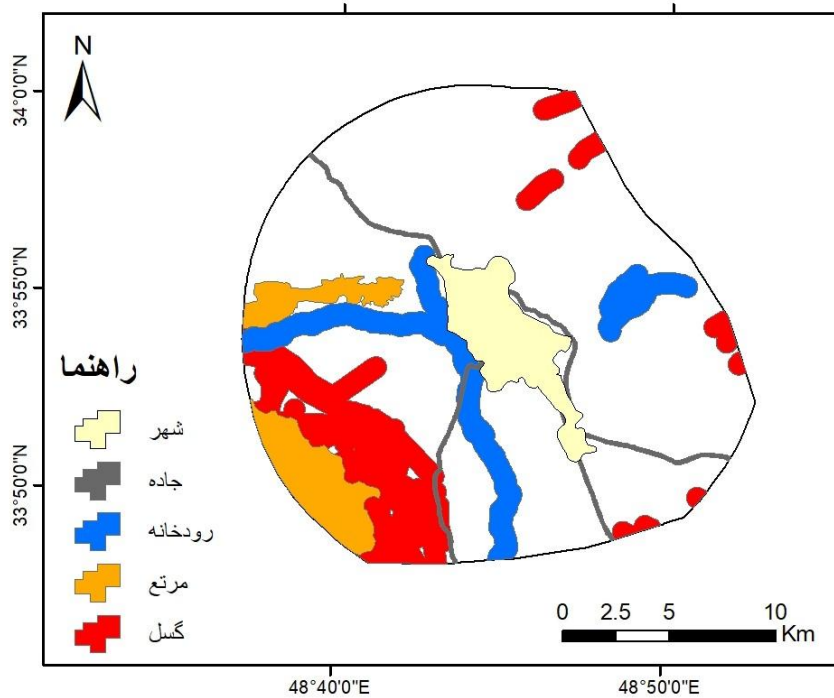 N
34°0'0"N
33°55'0"N
33°50'0"N
راهنما
شهر
جاده
رودخانه
مرتع
گسل
0 2.5 5 10
Km
48°40'0"E 48°50'0"E